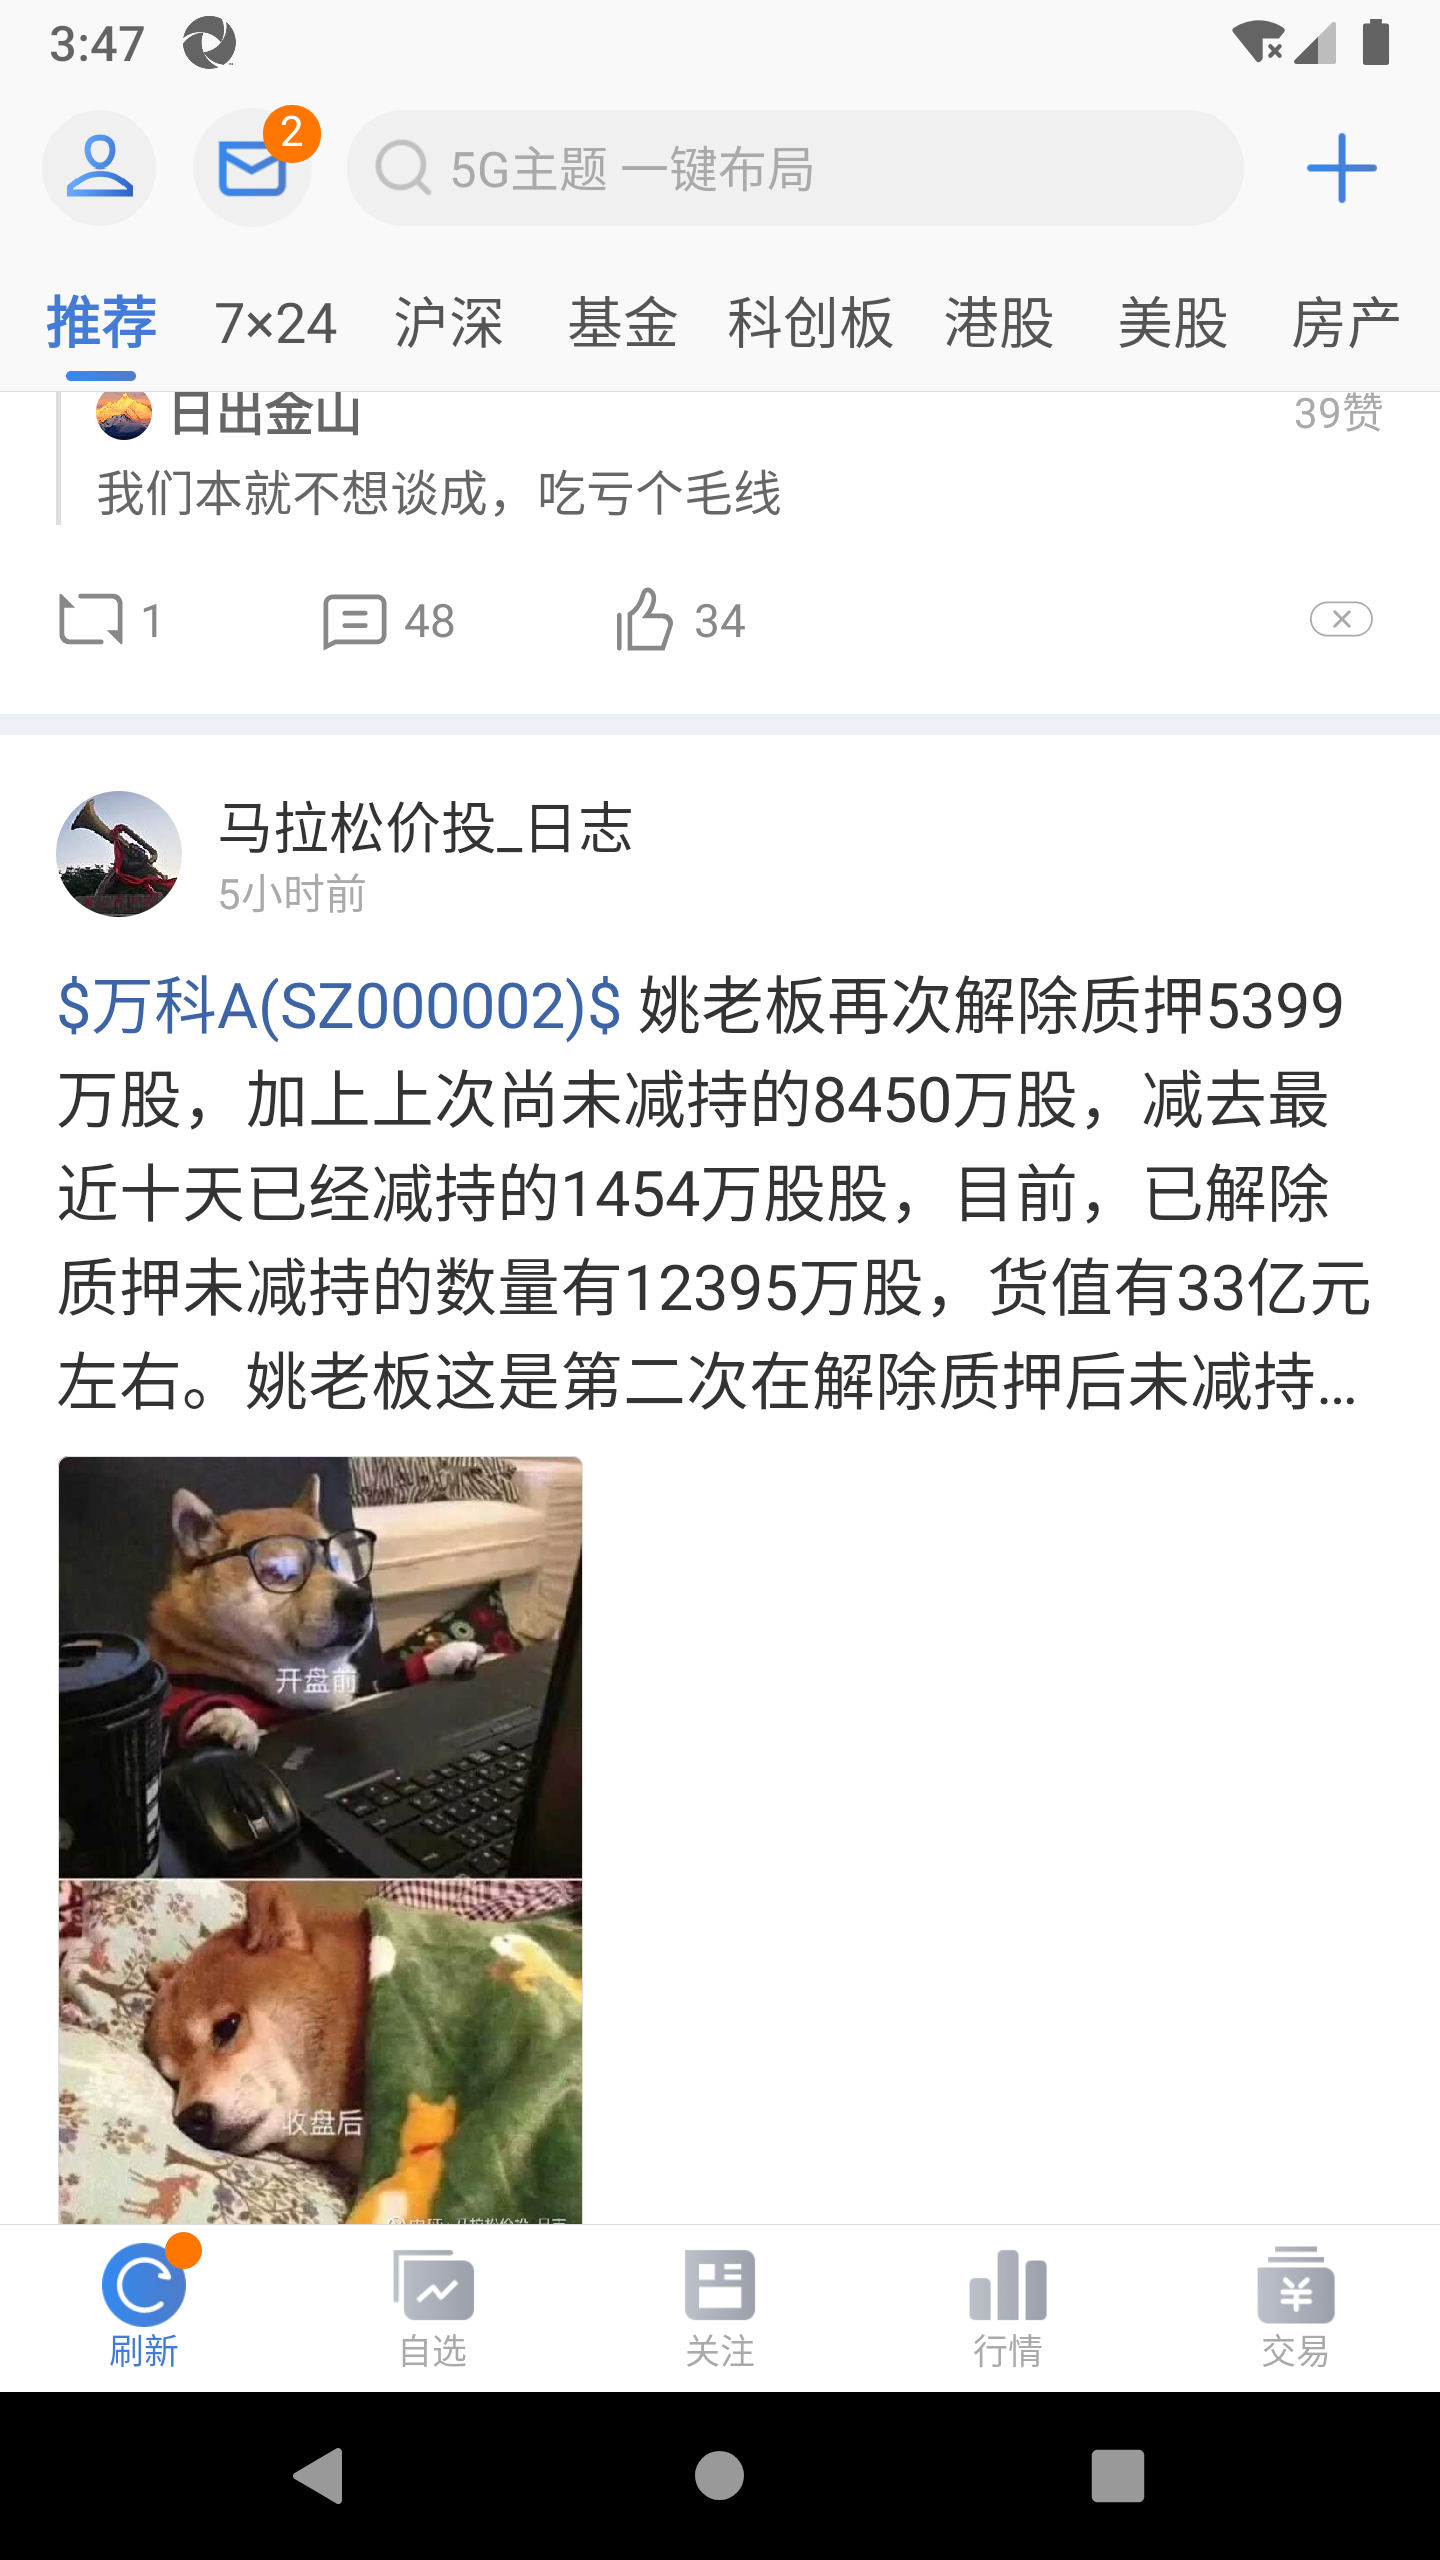 3:47
2
5G主题 一键布局
推荐 7×24 沪深 基金 科创板 港股 美股 房产
日出金山 39赞
我们本就不想谈成，吃亏个毛线
1 48 34
马拉松价投_日志
5小时前
$万科A(SZ000002)$ 姚老板再次解除质押5399
万股，加上上次尚未减持的8450万股，减去最
近十天已经减持的1454万股股，目前，已解除
质押未减持的数量有12395万股，货值有33亿元
左右。姚老板这是第二次在解除质押后未减持...
开盘前
收盘后
刷新 自选 关注 行情 交易